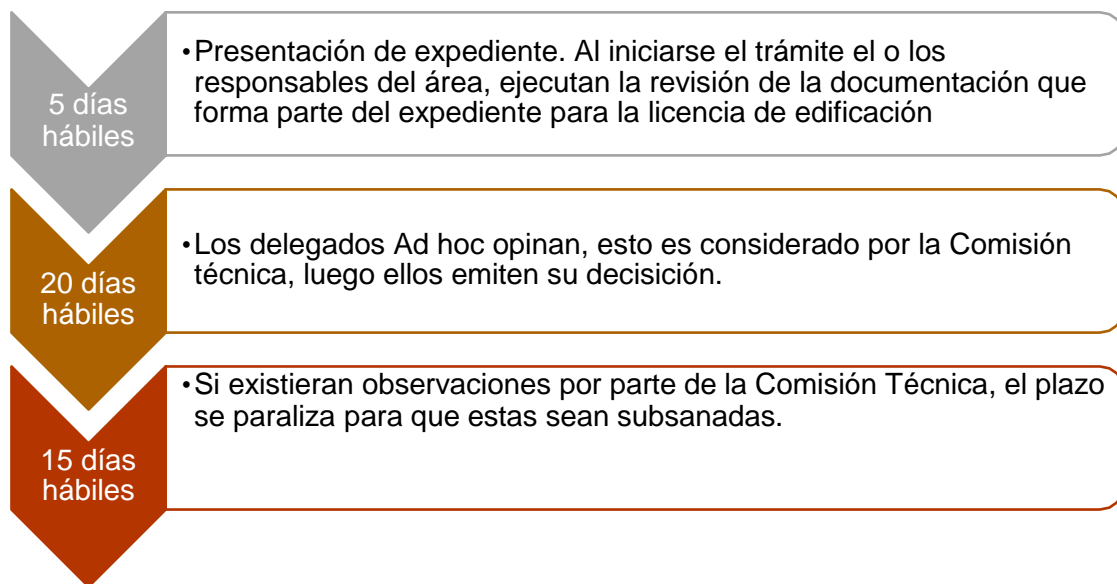 5 días
hábiles
•Presentación de expediente. Al iniciarse el trámite el o los
responsables del área, ejecutan la revisión de la documentación que
forma parte del expediente para la licencia de edificación
20 días
hábiles
•Los delegados Ad hoc opinan, esto es considerado por la Comisión
técnica, luego ellos emiten su decisición.
15 días
hábiles
•Si existieran observaciones por parte de la Comisión Técnica, el plazo
se paraliza para que estas sean subsanadas.